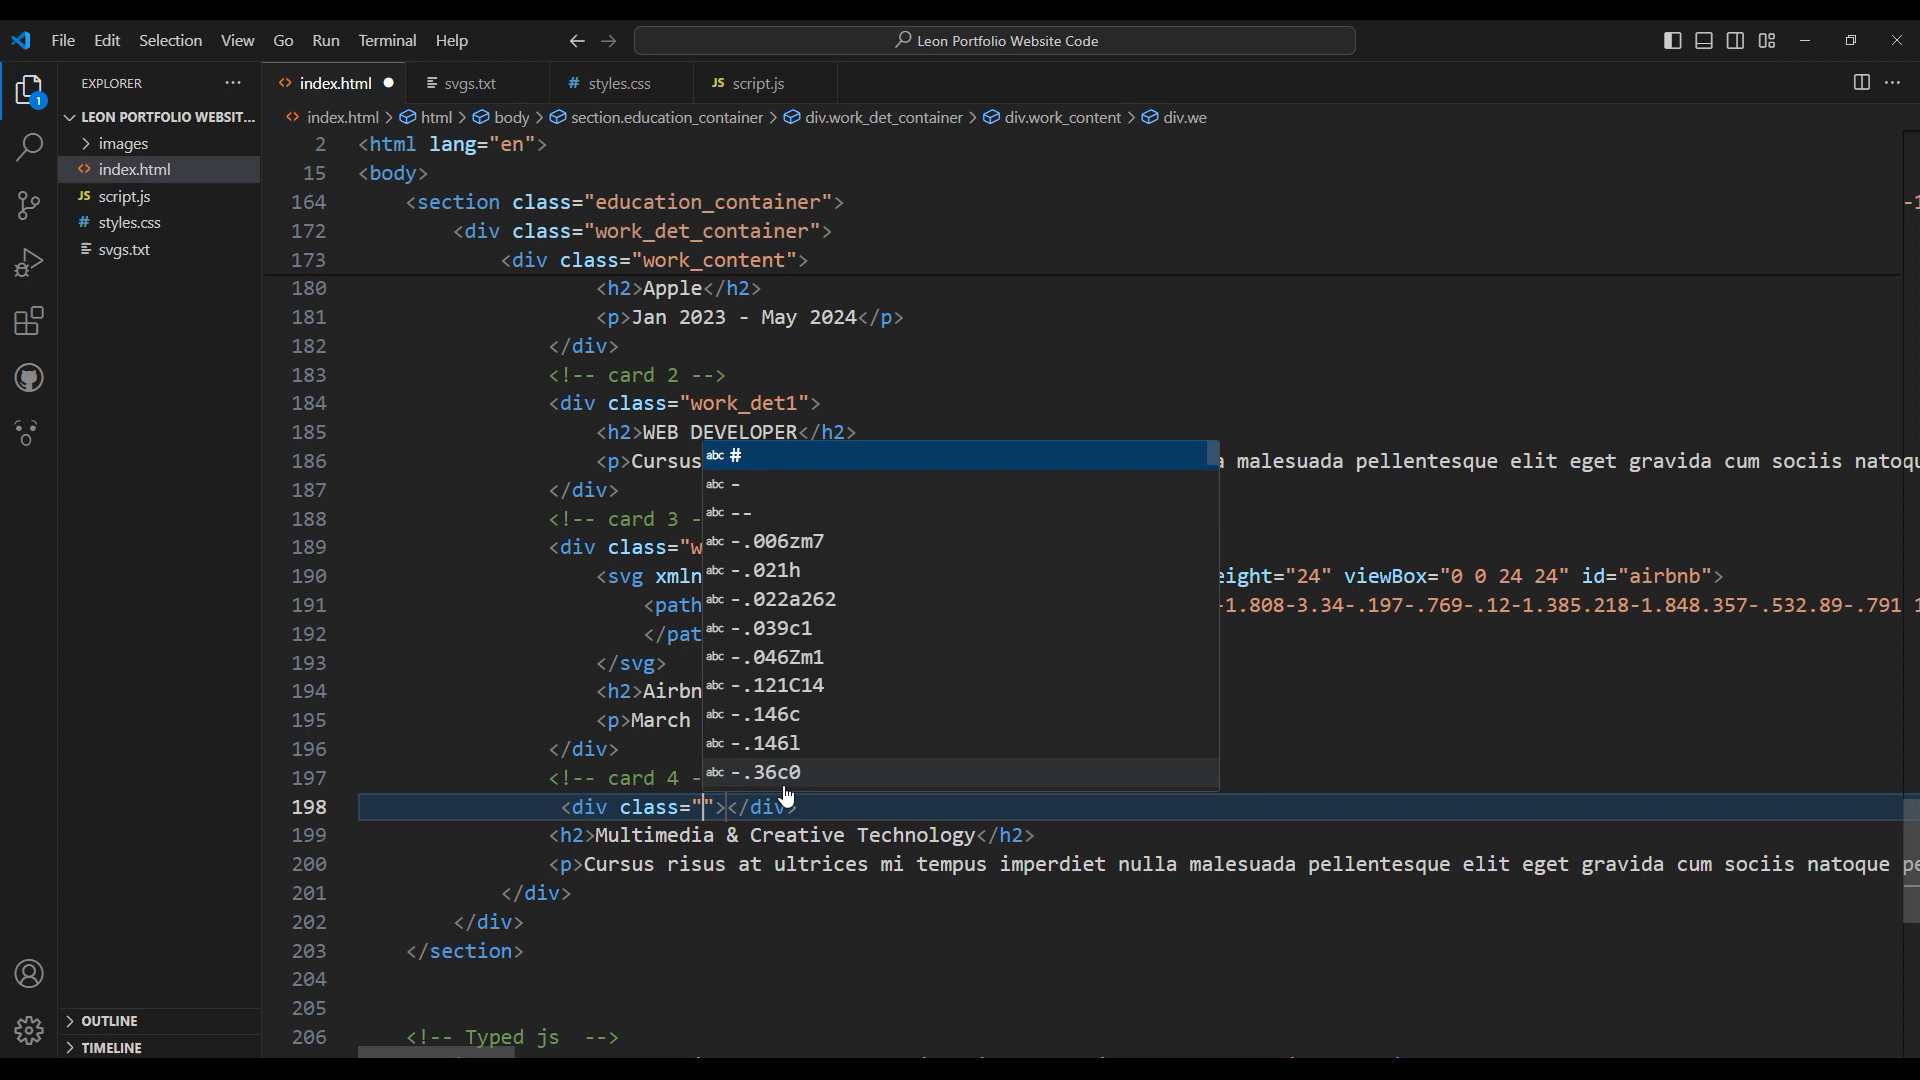 File Edit Selection View Go Run Terminal Help
Leon Portfolio Website Code
EXPLORER
index.html
svgs.txt
styles.css
JS script.js
LEON PORTFOLIO WEBSIT...
images
index.html
JS script.js
# styles.css
svgs.txt
1
index.html > html > body > section.education_container > div.work_det_container > div.work_content > div.we
2 <html lang="en">
15 <body>
164 <section class="education_container">
172 <div class="work_det_container">
173 <div class="work_content">
180 <h2>Apple</h2>
181 <p>Jan 2023 - May 2024</p>
182 </div>
183 <!-- card 2 -->
184 <div class="work_det1">
185 <h2>WEB DEVELOPER</h2>
186 <p>Cursus malesuada pellentesque elit eget gravida cum sociis
187 </div>
188 <!-- card 3 -
189 <div class="w
190 <svg xmln eight="24" viewBox="0 0 24 24" id="airbnb">
191 <path -1.808-3.34-.197-.769-.12-1.385.218-1.848.357-.532.89-.791
192 </pat
193 </svg>
194 <h2>Airbn
195 <p>March
196 </div>
197 <!-- card 4 -
198 <div class=""></div>
199 <h2>Multimedia & Creative Technology</h2>
200 <p>Cursus risus at ultrices mi tempus imperdiet nulla malesuada pellentesque elit eget gravida cum sociis natoque pe
201 </div>
202 </div>
203 </section>
204
205
206 <!-- Typed js -->
abc #
abc -
abc --
abc -.006zm7
abc -.021h
abc -.022a262
abc -.039c1
abc -.046Zm1
abc -.121C14
abc -.146c
abc -.146l
abc -.36c0
OUTLINE
TIMELINE